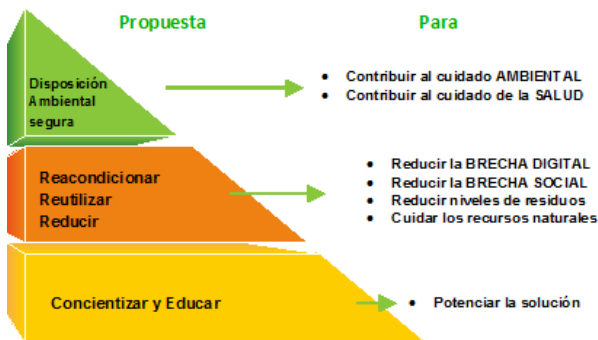 Propuesta
Para
Disposición
Ambiental
segura
• Contribuir al cuidado AMBIENTAL
• Contribuir al cuidado de la SALUD
Reacondicionar
Reutilizar
Reducir
• Reducir la BRECHA DIGITAL
• Reducir la BRECHA SOCIAL
• Reducir niveles de residuos
• Cuidar los recursos naturales
Concientizar y Educar
• Potenciar la solución